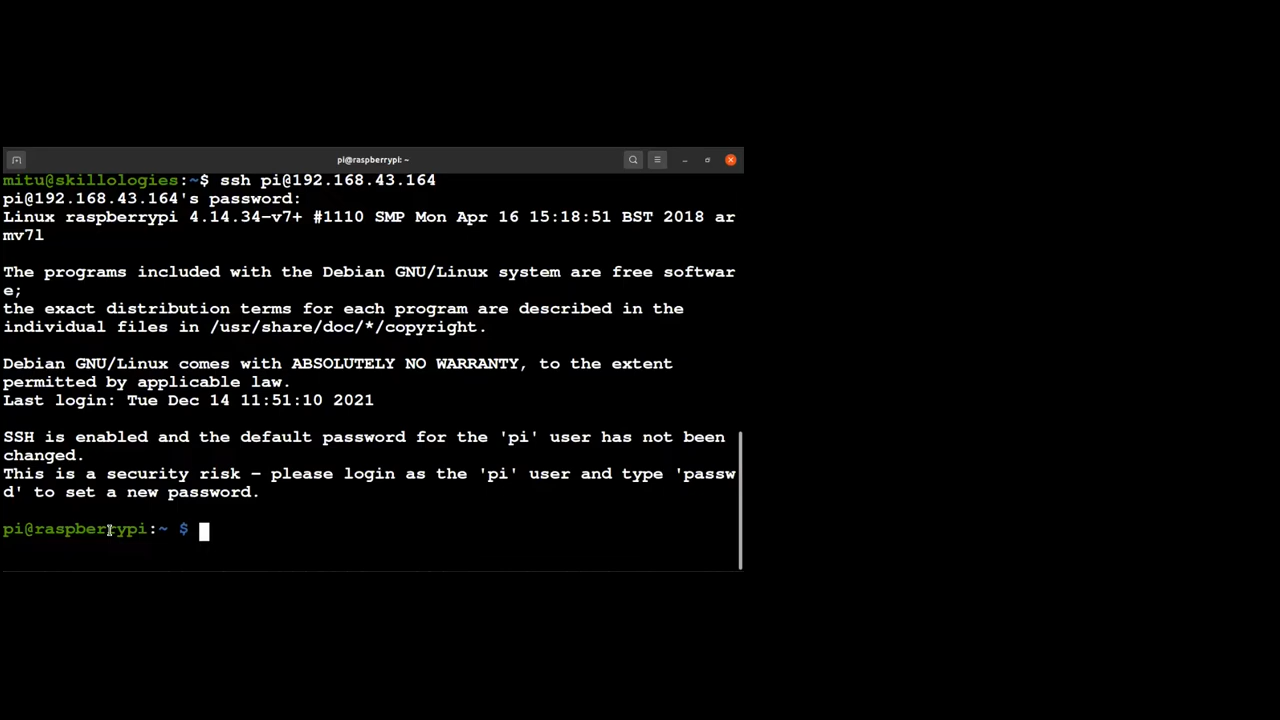 pi@raspberrypi: ~
mitu@skillologies:~$ ssh pi@192.168.43.164
pi@192.168.43.164's password:
Linux raspberrypi 4.14.34-v7+ #1110 SMP Mon Apr 16 15:18:51 BST 2018 ar
mv7l
The programs included with the Debian GNU/Linux system are free softwar
e;
the exact distribution terms for each program are described in the
individual files in /usr/share/doc/*/copyright.
Debian GNU/Linux comes with ABSOLUTELY NO WARRANTY, to the extent
permitted by applicable law.
Last login: Tue Dec 14 11:51:10 2021
SSH is enabled and the default password for the 'pi' user has not been
changed.
This is a security risk - please login as the 'pi' user and type 'passw
d' to set a new password.
pi@raspberrypi:~ $